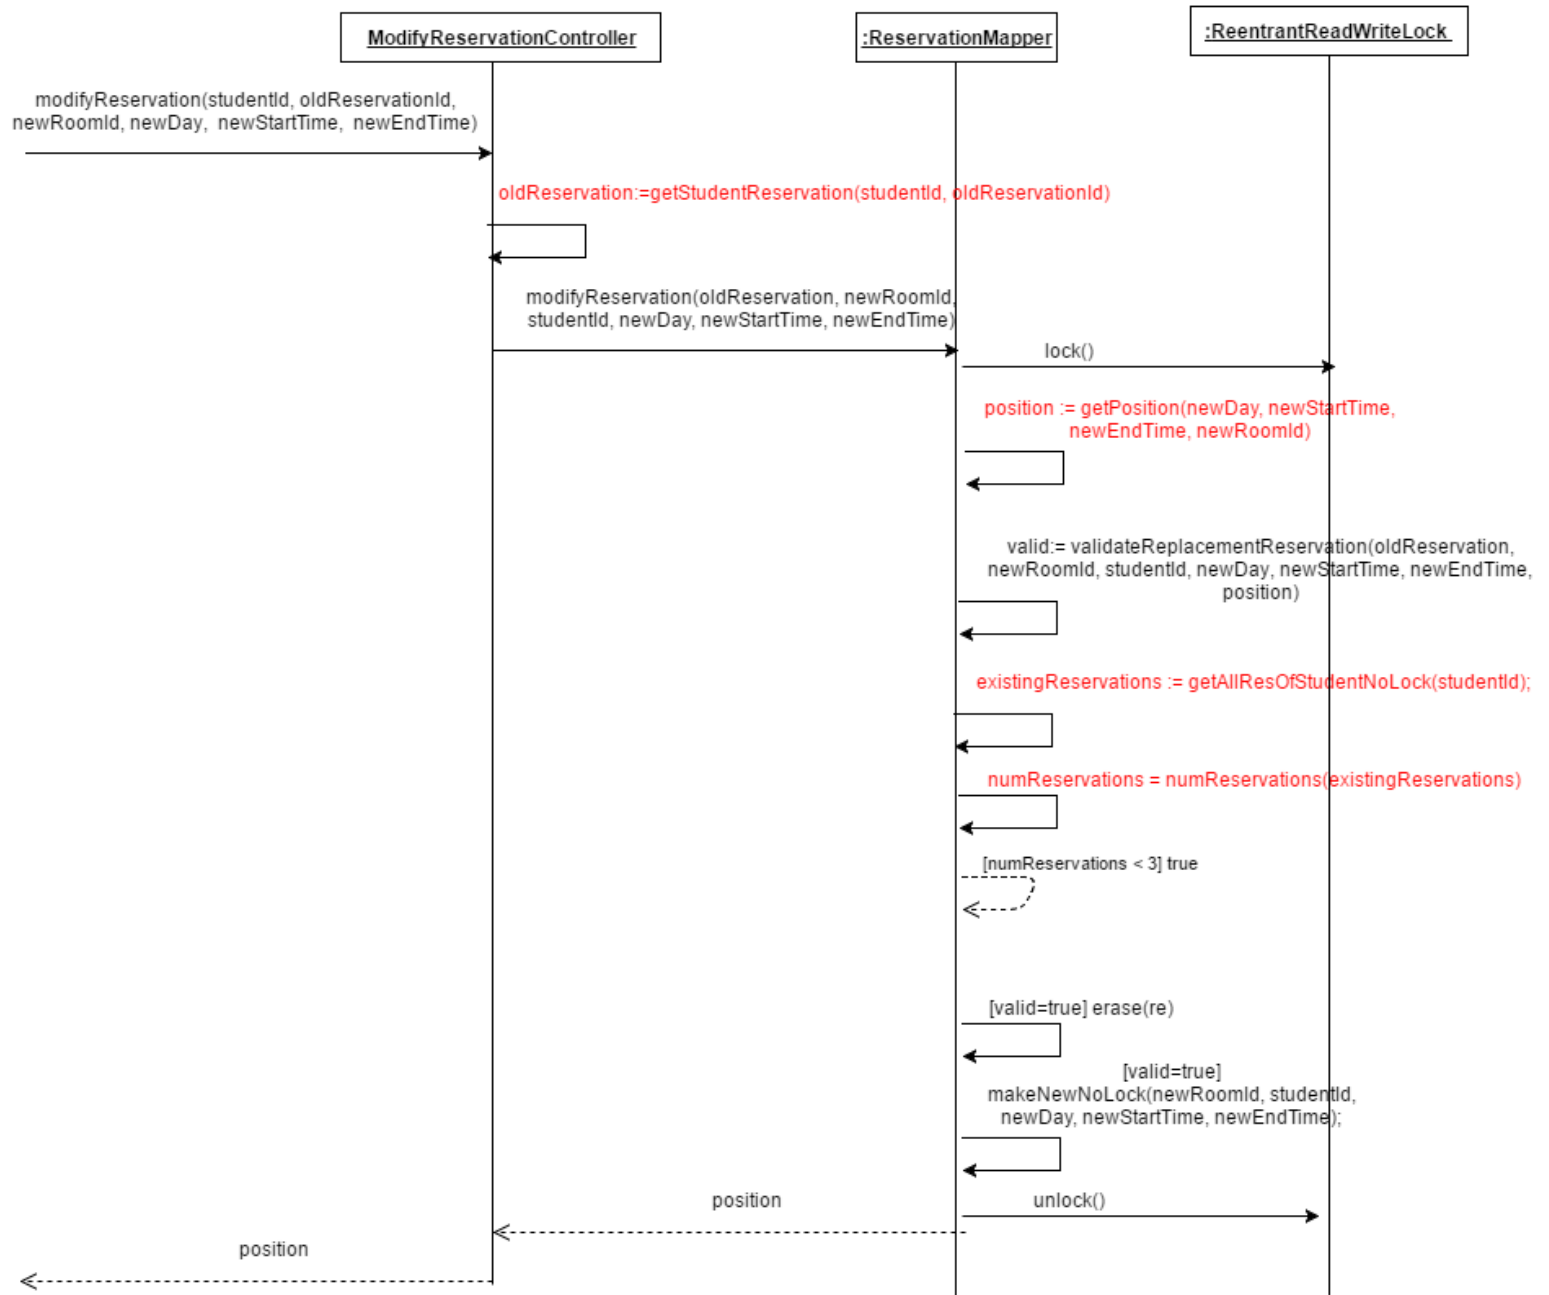 ModifyReservationController
:ReservationMapper
:ReentrantReadWriteLock
modifyReservation(studentId, oldReservationId,
newRoomId, newDay, newStartTime, newEndTime)
oldReservation:=getStudentReservation(studentId, oldReservationId)
modifyReservation(oldReservation, newRoomId,
studentId, newDay, newStartTime, newEndTime)
lock()
position := getPosition(newDay, newStartTime,
newEndTime, newRoomId)
valid:= validateReplacementReservation(oldReservation,
newRoomId, studentId, newDay, newStartTime, newEndTime,
position)
existingReservations := getAllResOfStudentNoLock(studentId);
numReservations = numReservations(existingReservations)
[numReservations < 3] true
[valid=true] erase(re)
[valid=true]
makeNewNoLock(newRoomId, studentId,
newDay, newStartTime, newEndTime);
position
unlock()
position